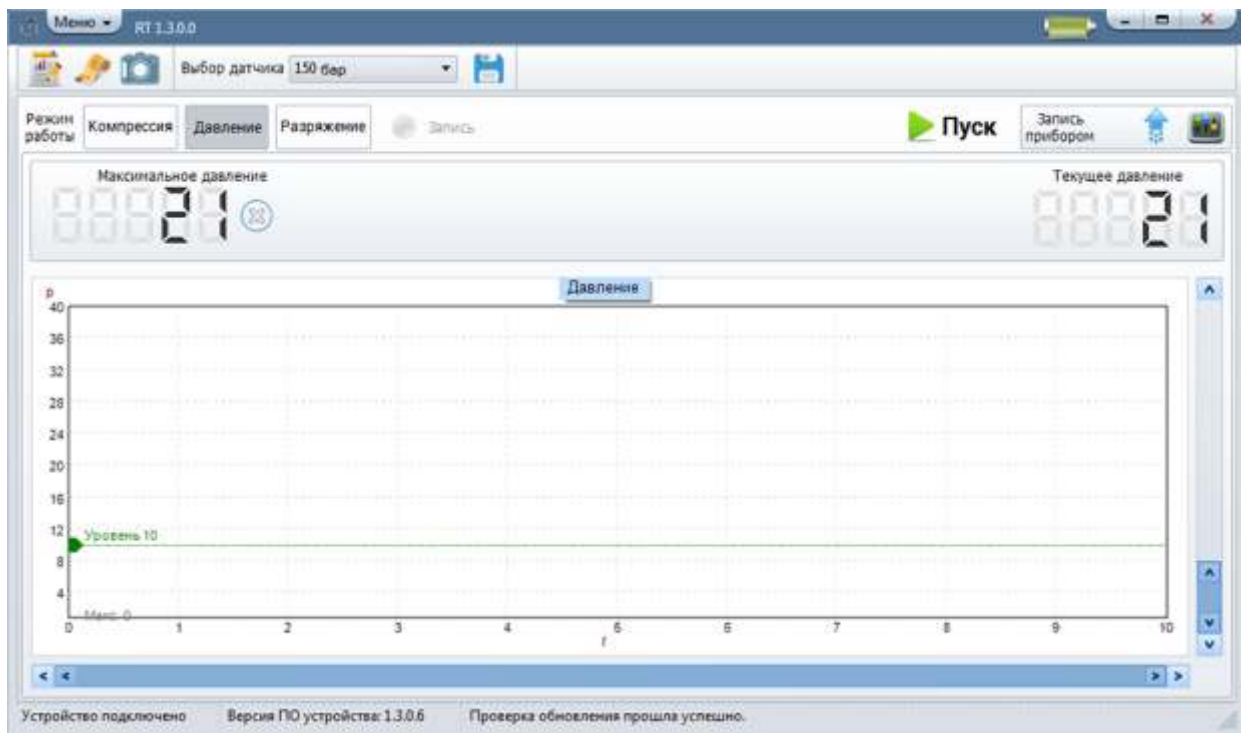 Меню RT 1.3.0.0
Выбор датчика 150 бар
Режим работы Компрессия Давление Разряжение Запись Пуск Запись прибором
Максимальное давление Текущее давление
21 21
Давление
p
40
36
32
28
24
20
16
12
Уровень 10
8
4
Макс. 0
0 1 2 3 4 5 6 7 8 9 10
t
Устройство подключено Версия ПО устройства: 1.3.0.6 Проверка обновления прошла успешно.